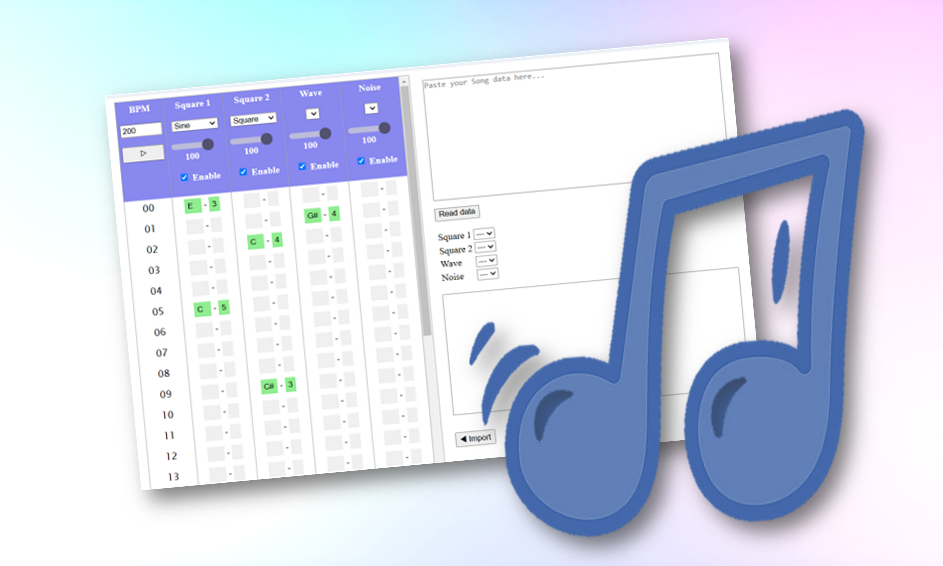 BPM Square 1 Square 2 Wave Noise
200 Sine Square
100 100 100 100
Enable Enable Enable Enable
00 E - 3 - - -
01 - - G# - 4 -
02 - C - 4 - -
03 - - - -
04 - - - -
05 C - 5 - - -
06 - - - -
07 - - - -
08 - - - -
09 - C# - 3 - -
10 - - - -
11 - - - -
12 - - - -
13 - - - -
Paste your Song data here...
Read data
Square 1 ---
Square 2 ---
Wave ---
Noise ---
◄ Import